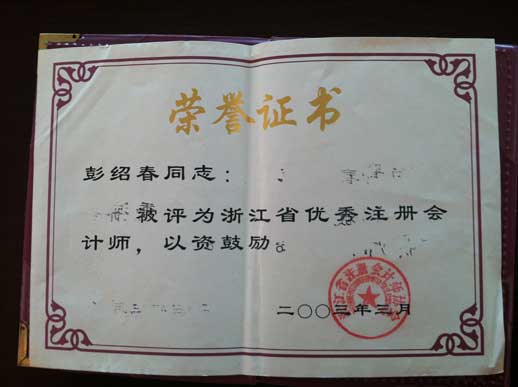 荣誉证书
彭绍春同志：
被评为浙江省优秀注册会
计师，以资鼓励。
二〇〇三年三月